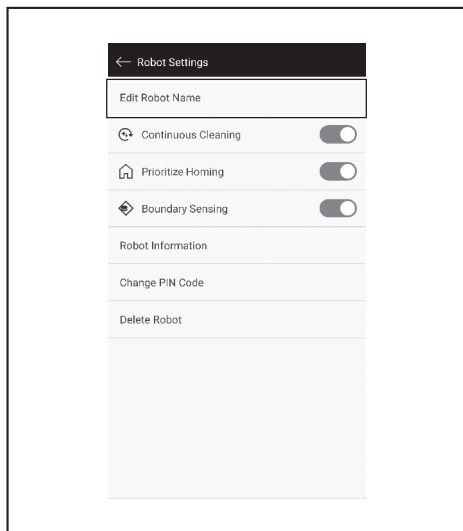 Robot Settings
Edit Robot Name
Continuous Cleaning
Prioritize Homing
Boundary Sensing
Robot Information
Change PIN Code
Delete Robot